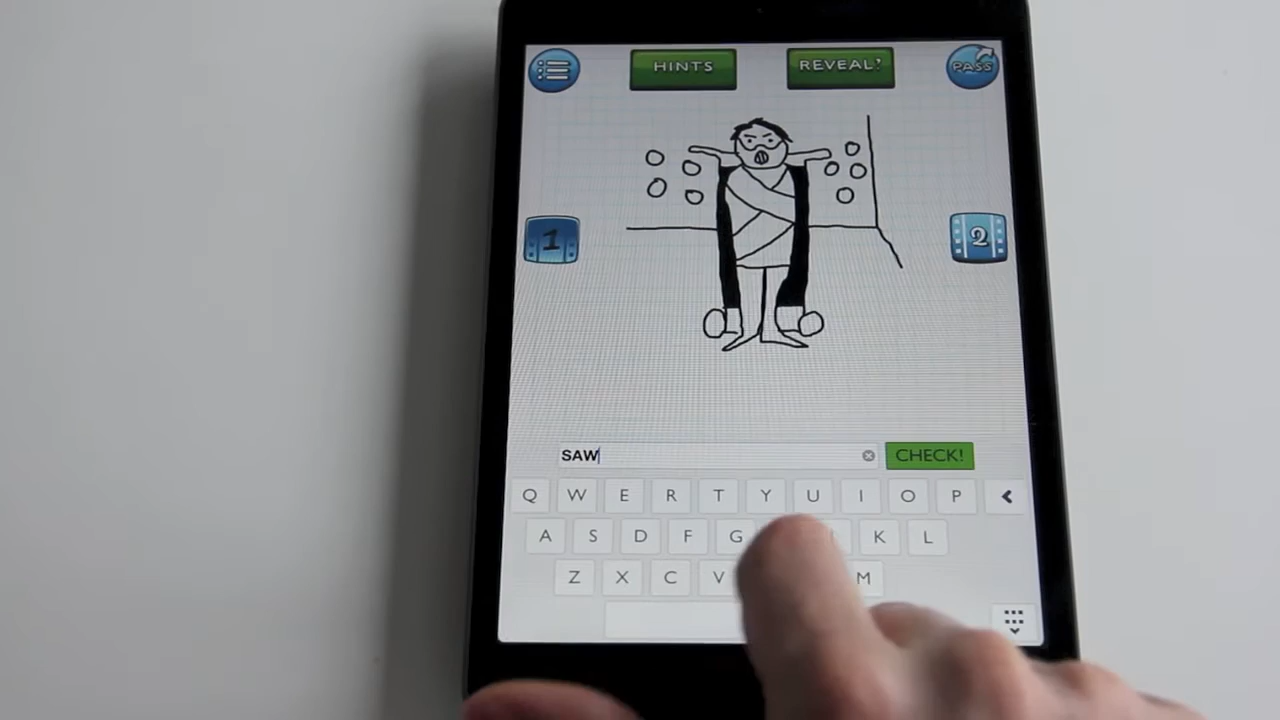 HINTS
REVEAL?
PASS
1
2
SAW
CHECK!
Q W E R T Y U I O P
A S D F G K L
Z X C V M